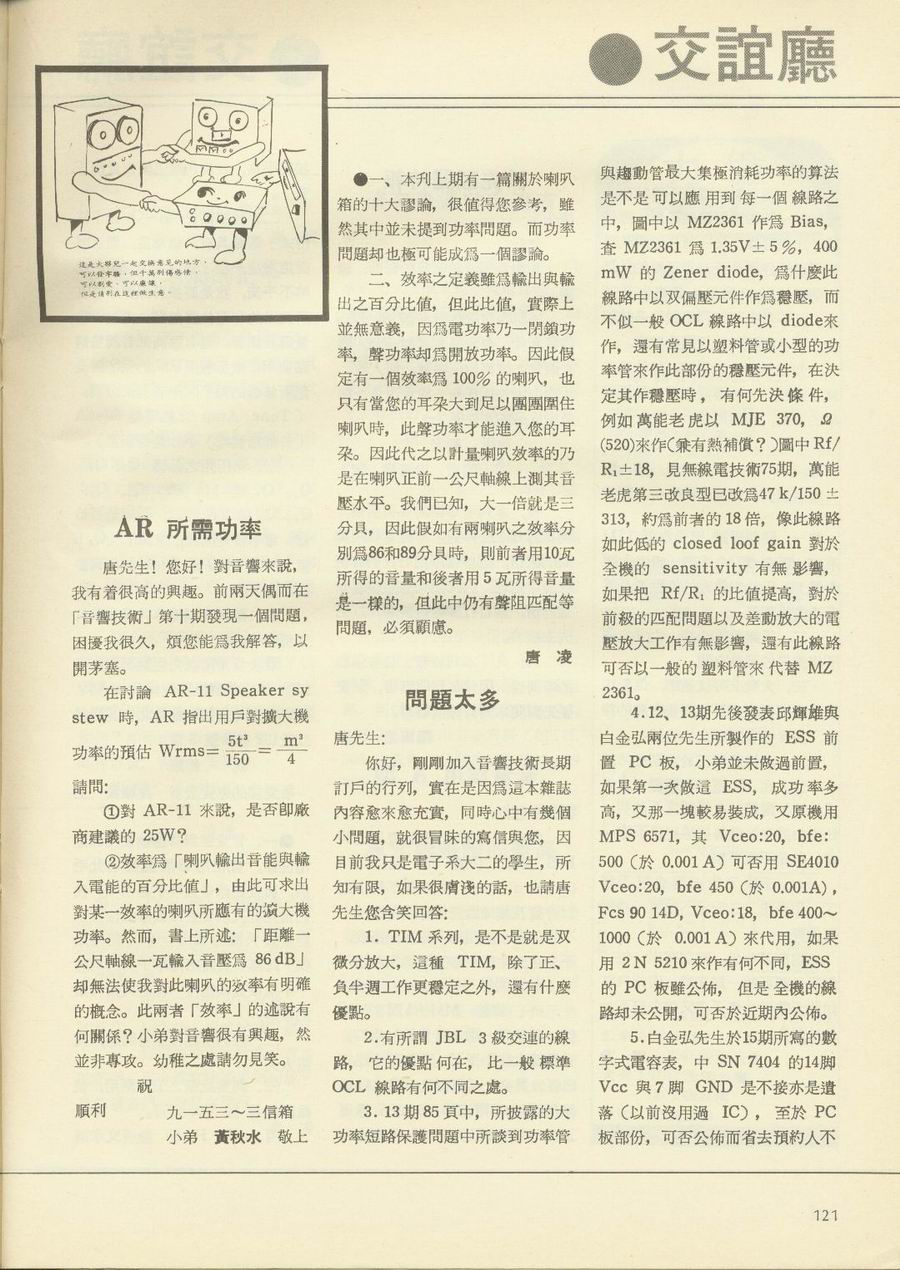 ●交誼廳
這是大夥兒一起交換意見的地方，
可以發牢騷，但千萬別傷感情，
可以割愛，可以廉讓，
但是請別在這裡做生意。
AR 所需功率
唐先生！您好！對音響來說，
我有着很高的興趣。前兩天偶而在
「音響技術」第十期發現一個問題，
困擾我很久，煩您能爲我解答，以
開茅塞。
在討論 AR-11 Speaker sy
stew 時，AR 指出用戶對擴大機
功率的預估 Wrms= 5t³/150 = m³/4
請問：
①對 AR-11 來說，是否卽廠
商建議的 25W？
②效率爲「喇叭輸出音能與輸
入電能的百分比値」，由此可求出
對某一效率的喇叭所應有的擴大機
功率。然而，書上所述：「距離一
公尺軸線一瓦輸入音壓爲 86 dB」
却無法使我對此喇叭的效率有明確
的槪念。此兩者「效率」的述說有
何關係？小弟對音響很有興趣，然
並非專攻。幼稚之處請勿見笑。
祝
順利　九一五三～三信箱
小弟 黃秋水 敬上
●一、本刋上期有一篇關於喇叭
箱的十大謬論，很值得您參考，雖
然其中並未提到功率問題。而功率
問題却也極可能成爲一個謬論。
二、效率之定義雖爲輸出與輸
出之百分比値，但此比値，實際上
並無意義，因爲電功率乃一閉鎖功
率，聲功率却爲開放功率。因此假
定有一個效率爲 100% 的喇叭，也
只有當您的耳朶大到足以團團圍住
喇叭時，此聲功率才能進入您的耳
朶。因此代之以計量喇叭效率的乃
是在喇叭正前一公尺軸線上測其音
壓水平。我們已知，大一倍就是三
分貝，因此假如有兩喇叭之效率分
別爲86和89分貝時，則前者用10瓦
所得的音量和後者用 5 瓦所得音量
是一樣的，但此中仍有聲阻匹配等
問題，必須顧慮。
唐 凌
問題太多
唐先生：
你好，剛剛加入音響技術長期
訂戶的行列，實在是因爲這本雜誌
內容愈來愈充實，同時心中有幾個
小問題，就很冒昧的寫信與您，因
目前我只是電子系大二的學生，所
知有限，如果很膚淺的話，也請唐
先生您含笑回答：
1. TIM 系列，是不是就是双
微分放大，這種 TIM，除了正、
負半週工作更穩定之外，還有什麼
優點。
2.有所謂 JBL 3 級交連的線
路，它的優點何在，比一般標準
OCL 線路有何不同之處。
3. 13 期 85 頁中，所披露的大
功率短路保護問題中所談到功率管
與趨動管最大集極消耗功率的算法
是不是可以應用到每一個線路之
中，圖中以 MZ2361 作爲 Bias，
查 MZ2361 爲 1.35V±5%，400
mW 的 Zener diode，爲什麼此
線路中以双偏壓元件作爲穩壓，而
不似一般 OCL 線路中以 diode來
作，還有常見以塑料管或小型的功
率管來作此部份的穩壓元件，在決
定其作穩壓時，有何先決條件，
例如萬能老虎以 MJE 370，Ω
(520)來作(兼有熱補償？)圖中 Rf/
R₁±18，見無線電技術75期，萬能
老虎第三改良型已改爲47 k/150 ±
313，約爲前者的 18 倍，像此線路
如此低的 closed loof gain 對於
全機的 sensitivity 有無影響，
如果把 Rf/R₁ 的比值提高，對於
前級的匹配問題以及差動放大的電
壓放大工作有無影響，還有此線路
可否以一般的塑料管來代替 MZ
2361。
4.12、13期先後發表邱輝雄與
白金弘兩位先生所製作的 ESS 前
置 PC 板，小弟並未做過前置，
如果第一次做這 ESS，成功率多
高，又那一塊較易裝成，又原機用
MPS 6571，其 Vceo:20，bfe:
500（於 0.001 A）可否用 SE4010
Vceo:20，bfe 450（於 0.001A），
Fcs 90 14D，Vceo:18，bfe 400～
1000（於 0.001 A）來代用，如果
用 2 N 5210 來作有何不同，ESS
的 PC 板雖公佈，但是全機的線
路却未公開，可否於近期內公佈。
5.白金弘先生於15期所寫的數
字式電容表，中 SN 7404 的14脚
Vcc 與 7 脚 GND 是不接亦是遺
落（以前沒用過 IC），至於 PC
板部份，可否公佈而省去預約人不
121